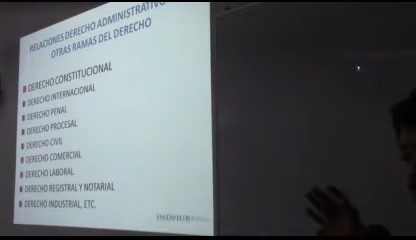 RELACIONES DERECHO ADMINISTRATIVO
OTRAS RAMAS DEL DERECHO
DERECHO CONSTITUCIONAL
DERECHO INTERNACIONAL
DERECHO PENAL
DERECHO PROCESAL
DERECHO CIVIL
DERECHO COMERCIAL
DERECHO LABORAL
DERECHO REGISTRAL Y NOTARIAL
DERECHO INDUSTRIAL, ETC.